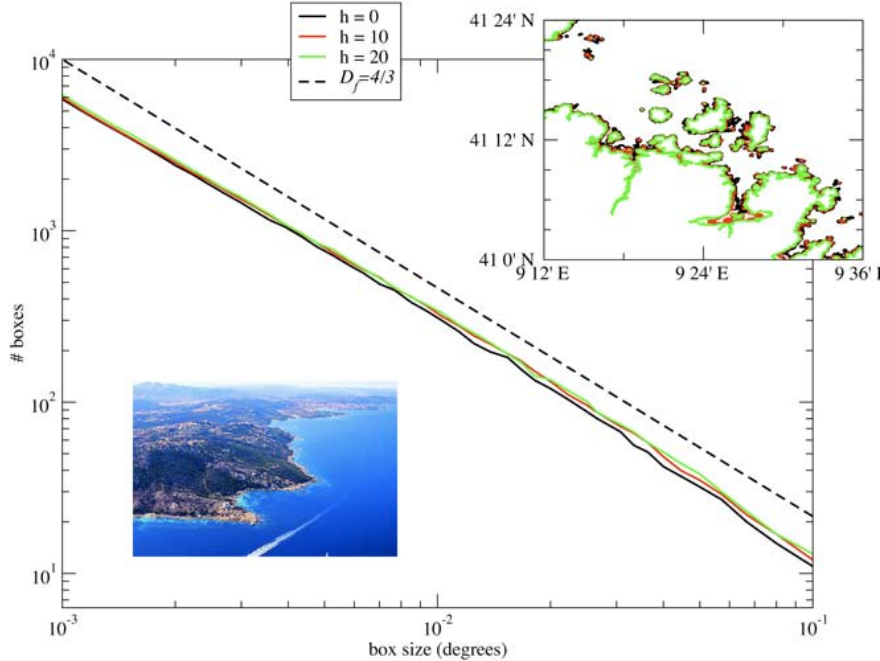 h = 0
h = 10
h = 20
D_f=4/3
41 24' N
41 12' N
41 0' N
9 12' E
9 24' E
9 36' E
10^4
10^3
10^2
10^1
# boxes
10^-3
10^-2
10^-1
box size (degrees)